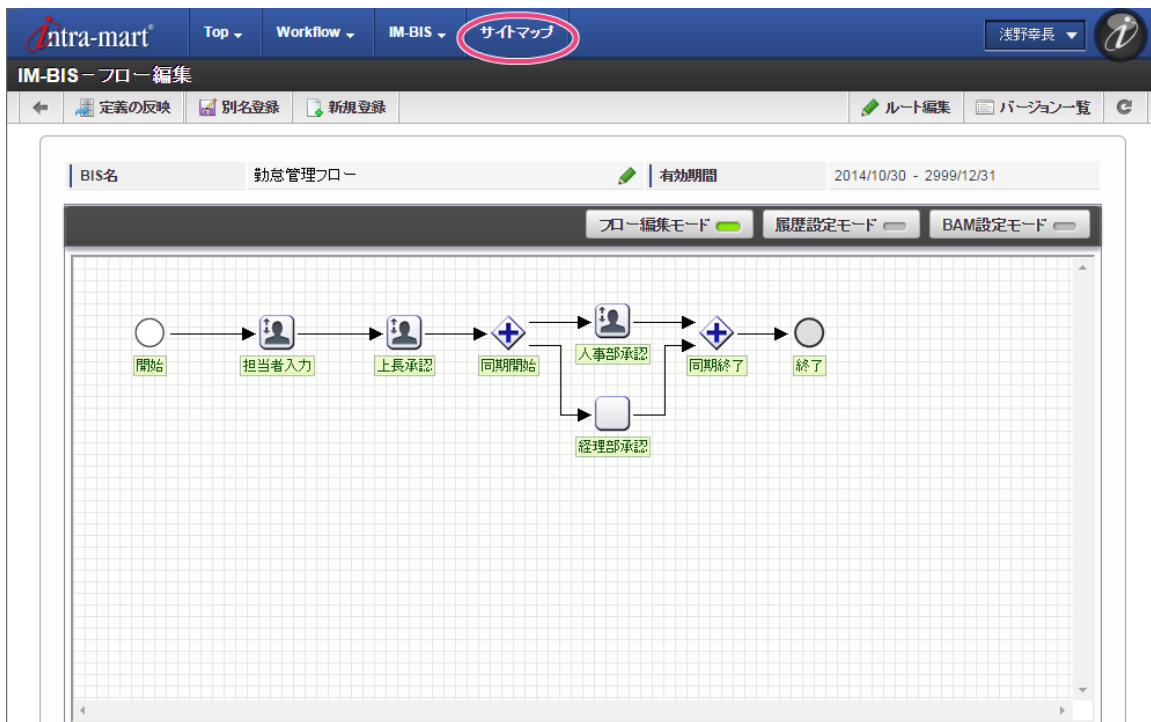 intra-mart® Top Workflow IM-BIS サイトマップ 浅野幸長
IM-BIS－フロー編集
定義の反映 別名登録 新規登録 ルート編集 バージョン一覧
BIS名 勤怠管理フロー 有効期間 2014/10/30 - 2999/12/31
フロー編集モード 履歴設定モード BAM設定モード
人事部承認
開始 担当者入力 上長承認 同期開始 同期終了 終了
経理部承認